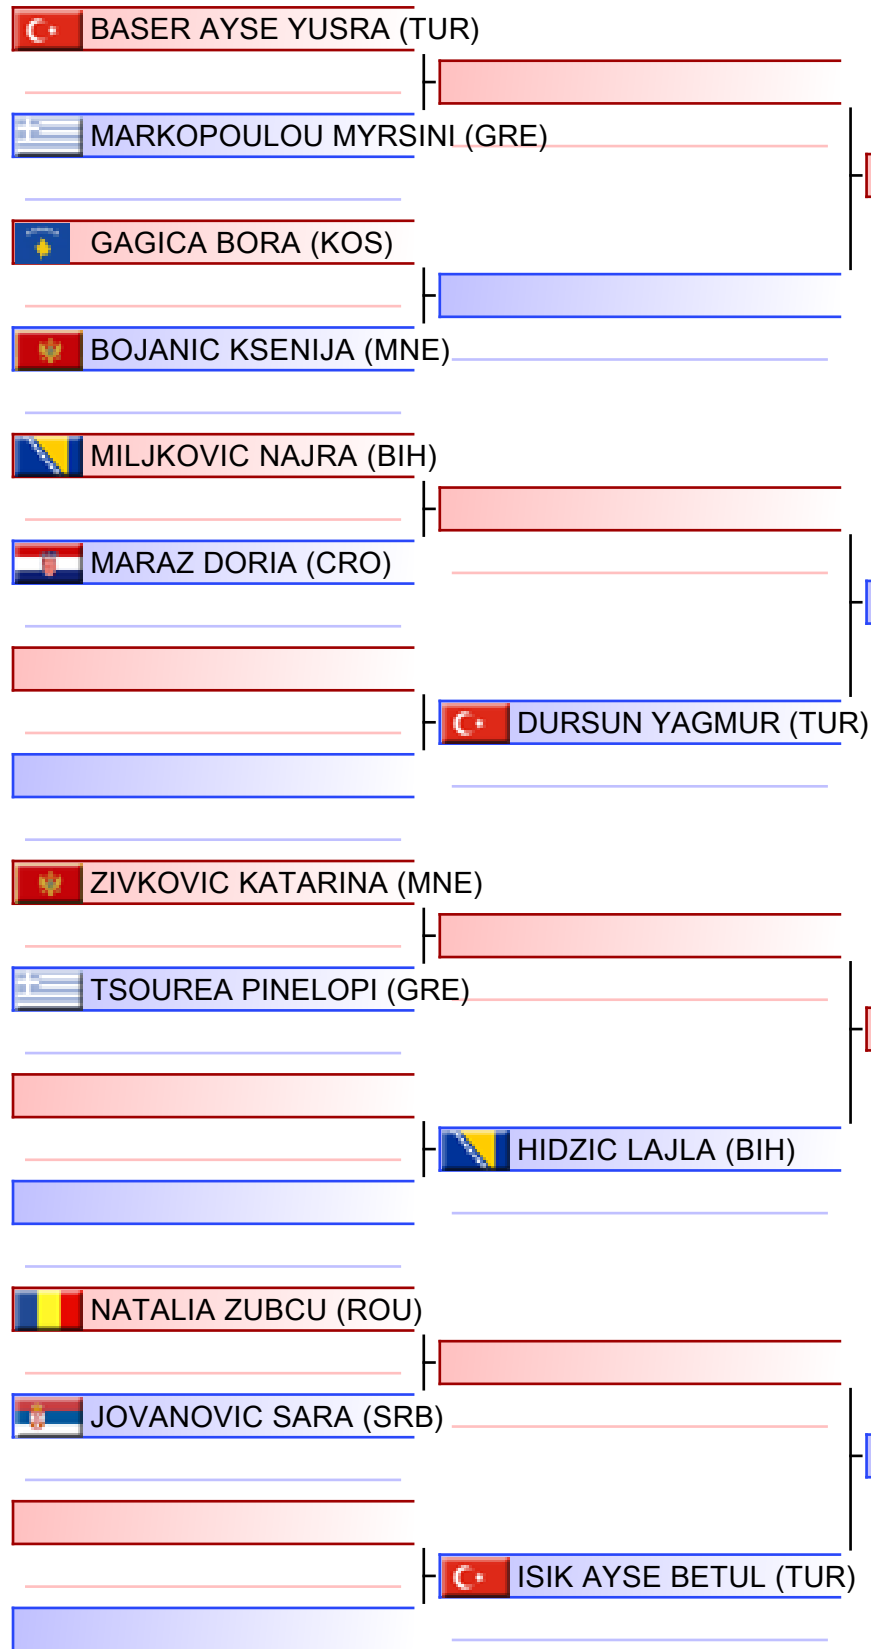 BASER AYSE YUSRA (TUR)
MARKOPOULOU MYRSINI (GRE)
GAGICA BORA (KOS)
BOJANIC KSENIJA (MNE)
MILJKOVIC NAJRA (BIH)
MARAZ DORIA (CRO)
DURSUN YAGMUR (TUR)
ZIVKOVIC KATARINA (MNE)
TSOUREA PINELOPI (GRE)
HIDZIC LAJLA (BIH)
NATALIA ZUBCU (ROU)
JOVANOVIC SARA (SRB)
ISIK AYSE BETUL (TUR)